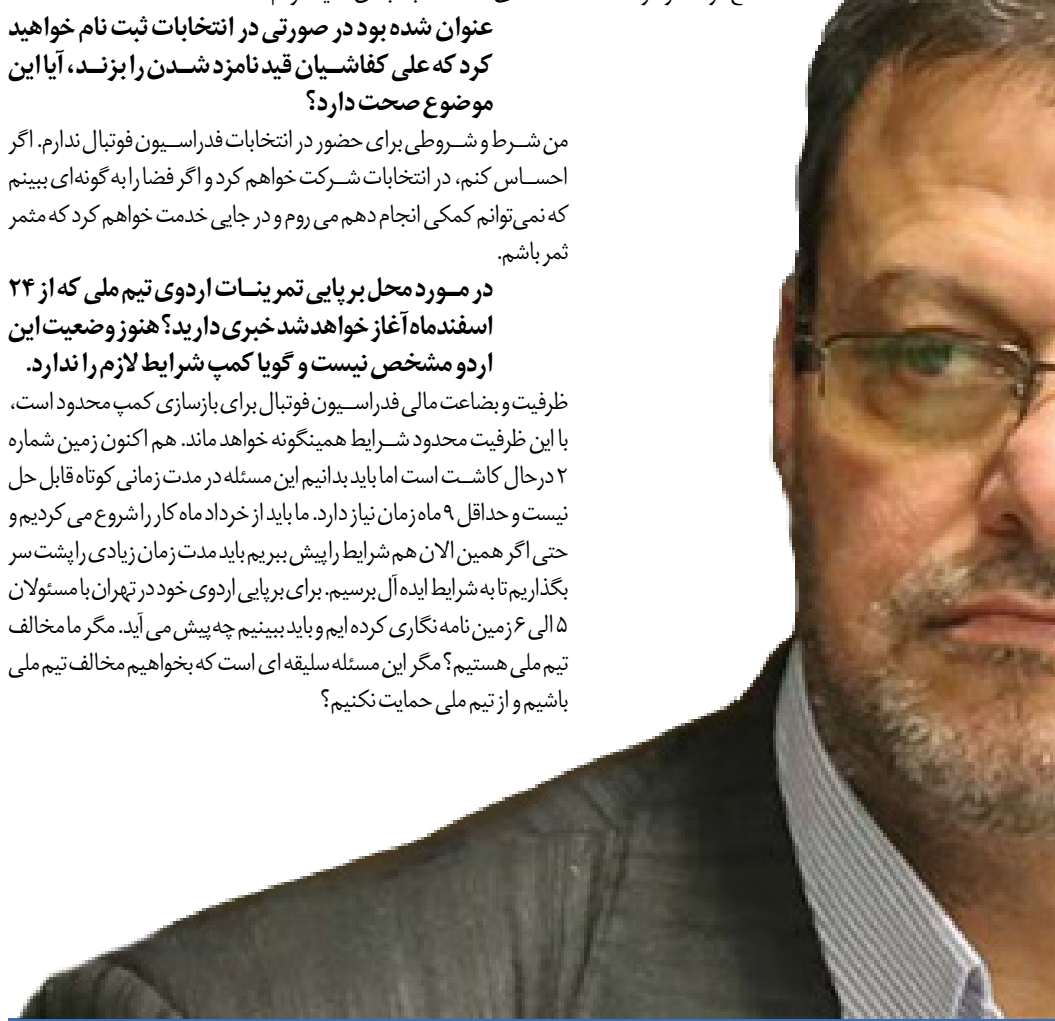 عنوان شده بود در صورتی در انتخابات ثبت نام خواهید
کرد که علی کفاشیان قید نامزد شدن را بزند، آیا این
موضوع صحت دارد؟
من شرط و شروطی برای حضور در انتخابات فدراسیون فوتبال ندارم. اگر
احساس کنم، در انتخابات شرکت خواهم کرد و اگر فضا را به گونه‌ای ببینم
که نمی‌توانم کمکی انجام دهم می روم و در جایی خدمت خواهم کرد که مثمر
ثمر باشم.
در مورد محل برپایی تمرینات اردوی تیم ملی که از ۲۴
اسفندماه آغاز خواهد شد خبری دارید؟ هنوز وضعیت این
اردو مشخص نیست و گویا کمپ شرایط لازم را ندارد.
ظرفیت و بضاعت مالی فدراسیون فوتبال برای بازسازی کمپ محدود است،
با این ظرفیت محدود شرایط همینگونه خواهد ماند. هم اکنون زمین شماره
۲ درحال کاشت است اما باید بدانیم این مسئله در مدت زمانی کوتاه قابل حل
نیست و حداقل ۹ ماه زمان نیاز دارد. ما باید از خرداد ماه کار را شروع می کردیم و
حتی اگر همین الان هم شرایط را پیش ببریم باید مدت زمان زیادی را پشت سر
بگذاریم تا به شرایط ایده آل برسیم. برای برپایی اردوی خود در تهران با مسئولان
۵ الی ۶ زمین نامه نگاری کرده ایم و باید ببینیم چه پیش می آید. مگر ما مخالف
تیم ملی هستیم؟ مگر این مسئله سلیقه ای است که بخواهیم مخالف تیم ملی
باشیم و از تیم ملی حمایت نکنیم؟